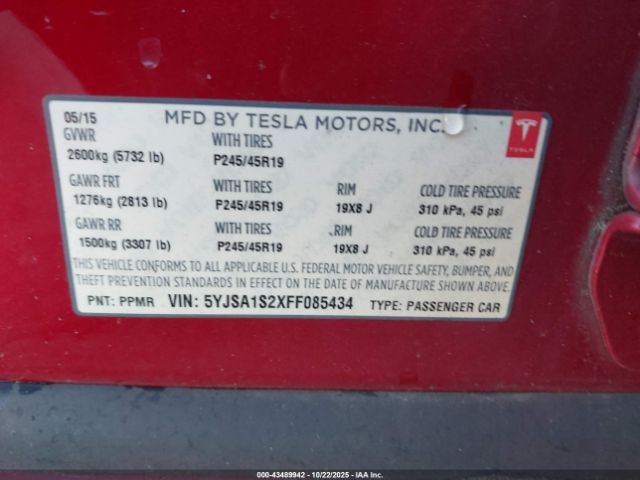 05/15 MFD BY TESLA MOTORS, INC.
GVWR WITH TIRES
2600kg (5732 lb) P245/45R19
TESLA
GAWR FRT WITH TIRES RIM COLD TIRE PRESSURE
1276kg (2813 lb) P245/45R19 19X8 J 310 kPa, 45 psi
GAWR RR WITH TIRES RIM COLD TIRE PRESSURE
1500kg (3307 lb) P245/45R19 19X8 J 310 kPa, 45 psi
THIS VEHICLE CONFORMS TO ALL APPLICABLE U.S. FEDERAL MOTOR VEHICLE SAFETY, BUMPER, AND
THEFT PREVENTION STANDARDS IN EFFECT ON THE DATE OF MANUFACTURE SHOWN ABOVE.
PNT: PPMR VIN: 5YJSA1S2XFF085434 TYPE: PASSENGER CAR
000-43489942 - 10/22/2025 - IAA Inc.